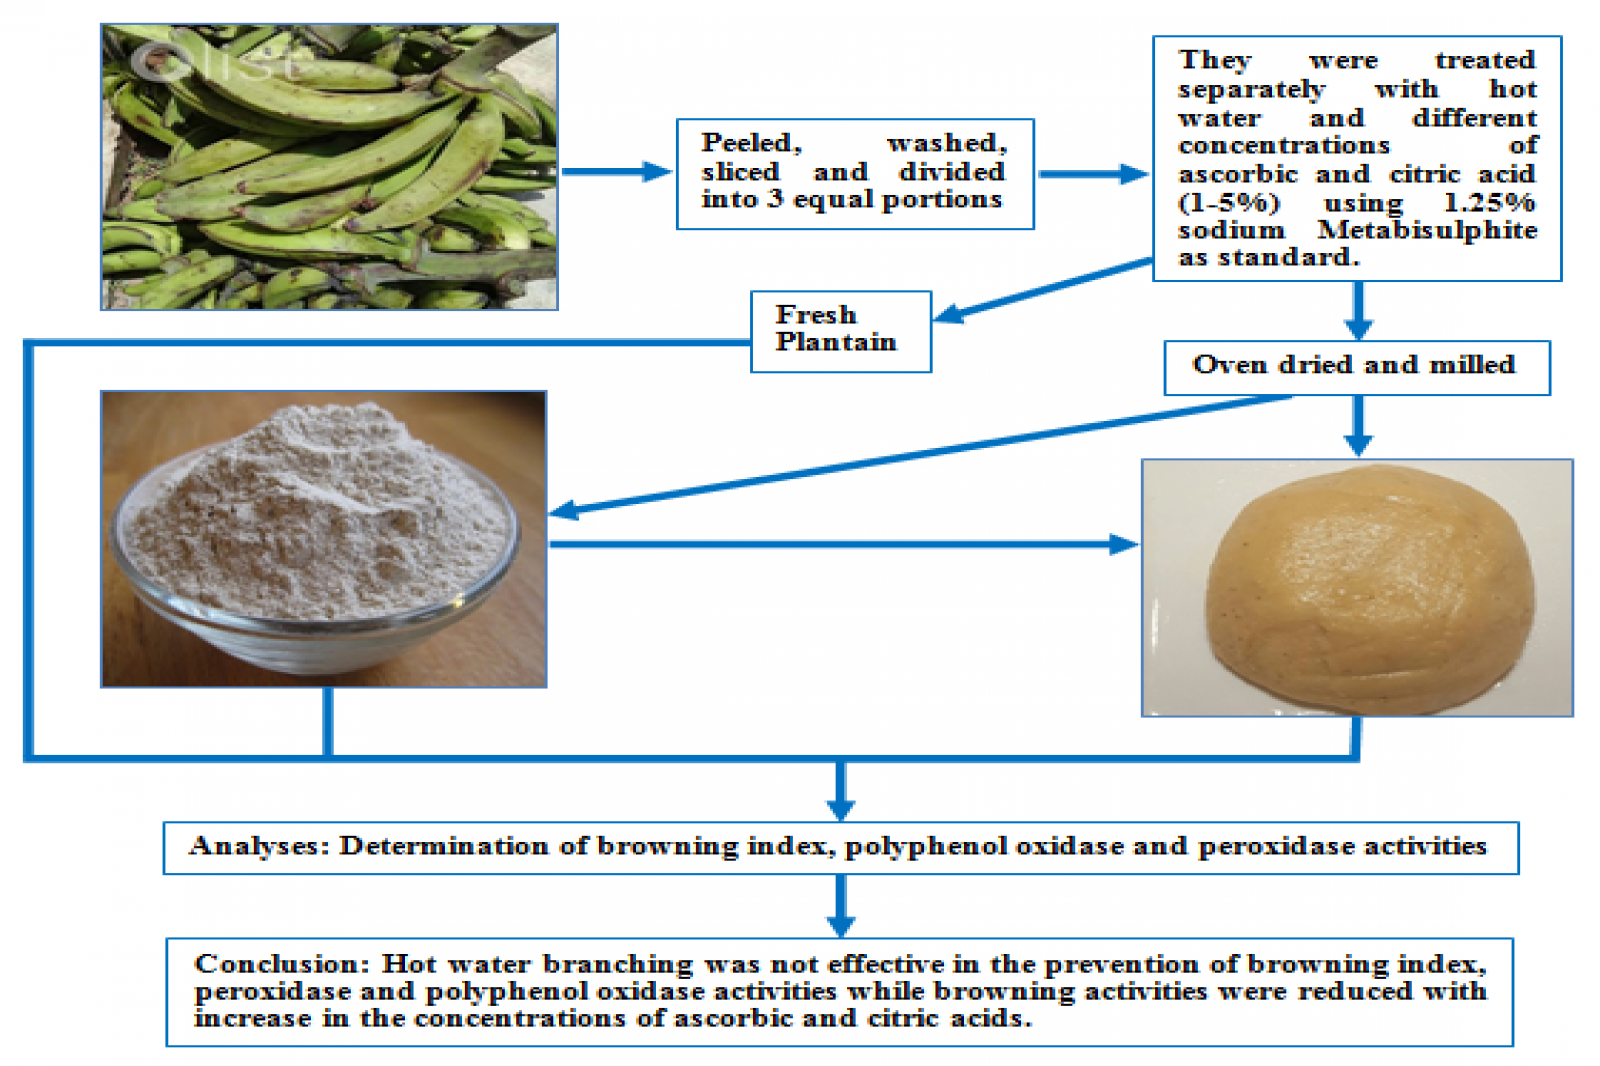 Olist
Peeled, washed,
sliced and divided
into 3 equal portions
They were treated
separately with hot
water and different
concentrations of
ascorbic and citric acid
(1-5%) using 1.25%
sodium Metabisulphite
as standard.
Fresh
Plantain
Oven dried and milled
Analyses: Determination of browning index, polyphenol oxidase and peroxidase activities
Conclusion: Hot water branching was not effective in the prevention of browning index,
peroxidase and polyphenol oxidase activities while browning activities were reduced with
increase in the concentrations of ascorbic and citric acids.